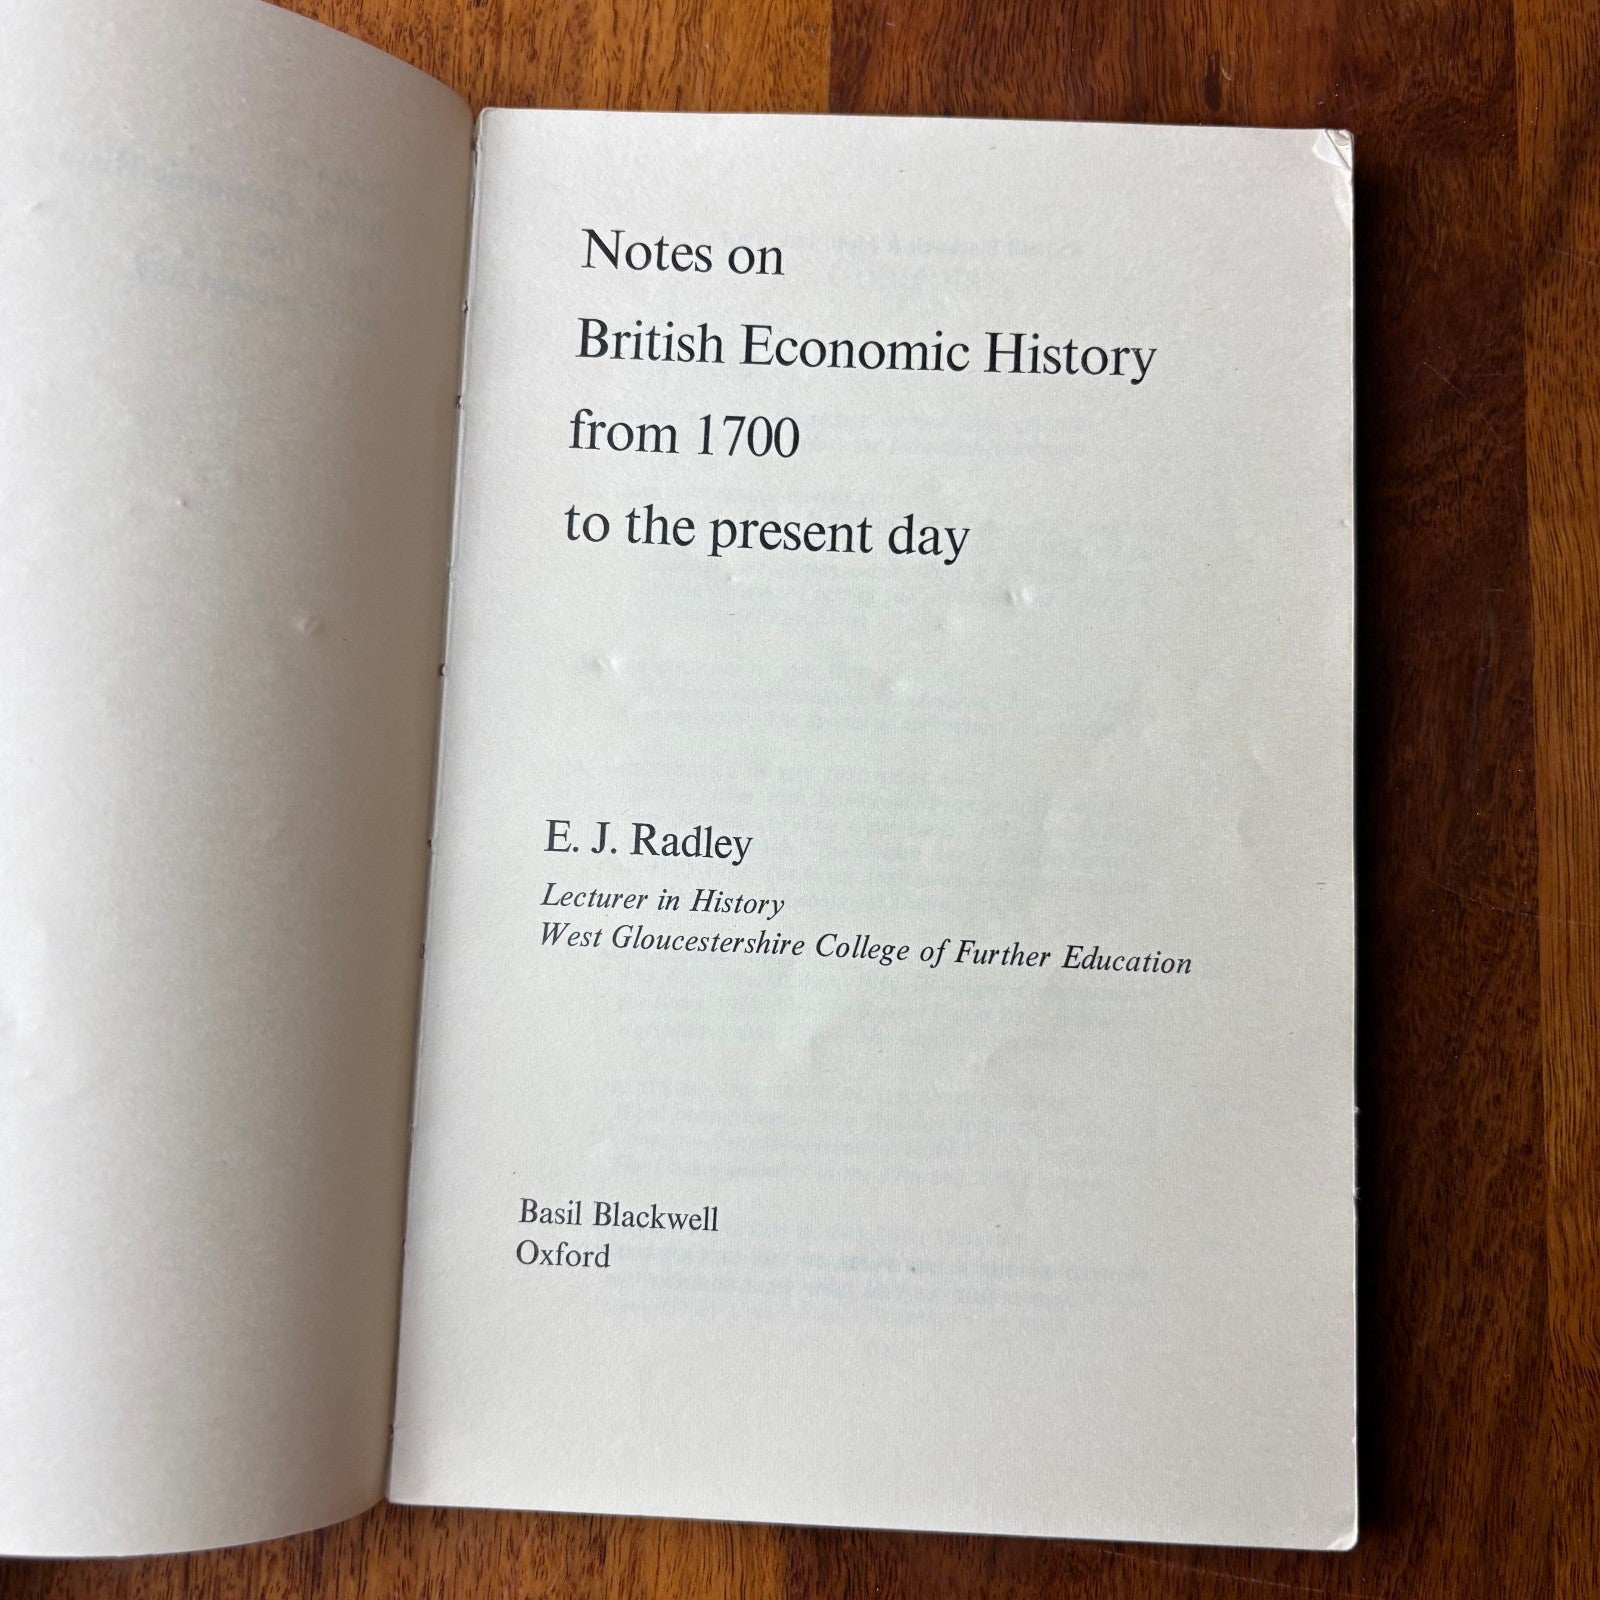 Notes on
British Economic History
from 1700
to the present day
E. J. Radley
Lecturer in History
West Gloucestershire College of Further Education
Basil Blackwell
Oxford